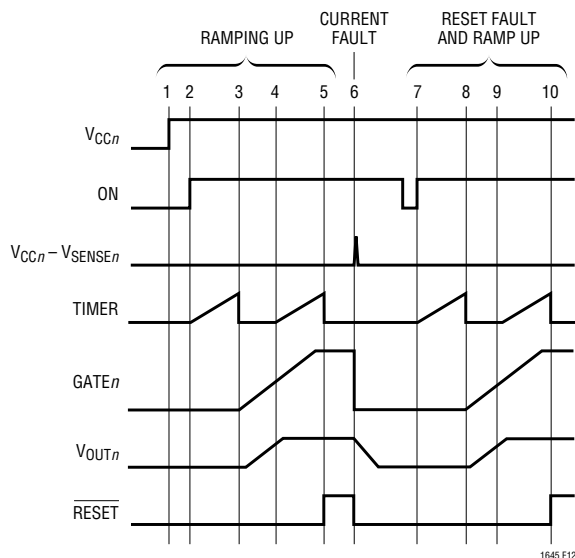 RAMPING UP
CURRENT
FAULT
RESET FAULT
AND RAMP UP
1 2 3 4 5 6 7 8 9 10
VCCn
ON
VCCn – VSENSEn
TIMER
GATEn
VOUTn
RESET
1645 F12